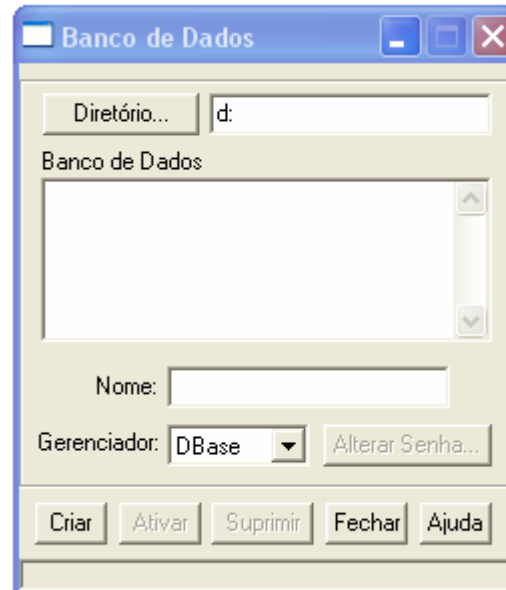 Banco de Dados
Diretório... d:
Banco de Dados
Nome:
Gerenciador: DBase Alterar Senha...
Criar Ativar Suprimir Fechar Ajuda